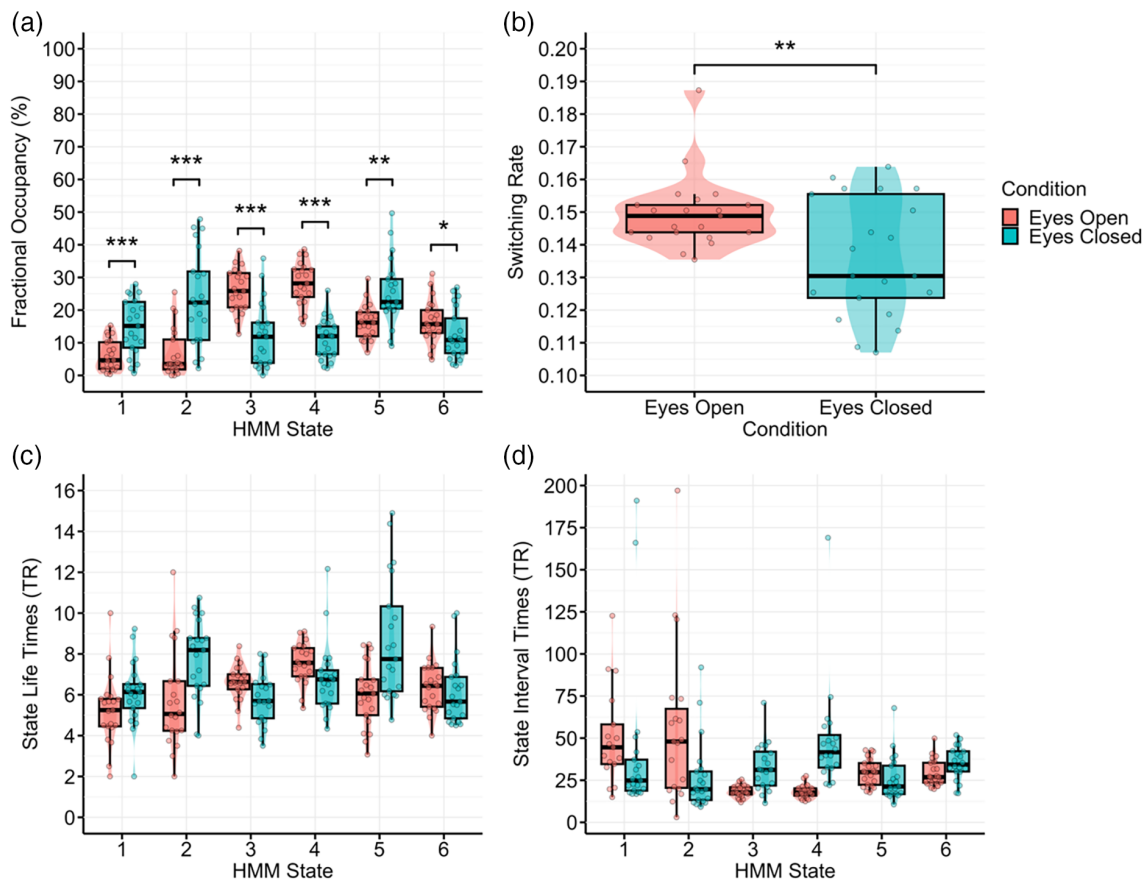 (a)
Fractional Occupancy (%)
100
90
80
70
60
50
40
30
20
10
0
***
***
***
***
**
*
1 2 3 4 5 6
HMM State
(b)
Switching Rate
0.20
0.19
0.18
0.17
0.16
0.15
0.14
0.13
0.12
0.11
0.10
**
Eyes Open Eyes Closed
Condition
Condition
Eyes Open
Eyes Closed
(c)
State Life Times (TR)
16
14
12
10
8
6
4
2
0
1 2 3 4 5 6
HMM State
(d)
State Interval Times (TR)
200
175
150
125
100
75
50
25
0
1 2 3 4 5 6
HMM State